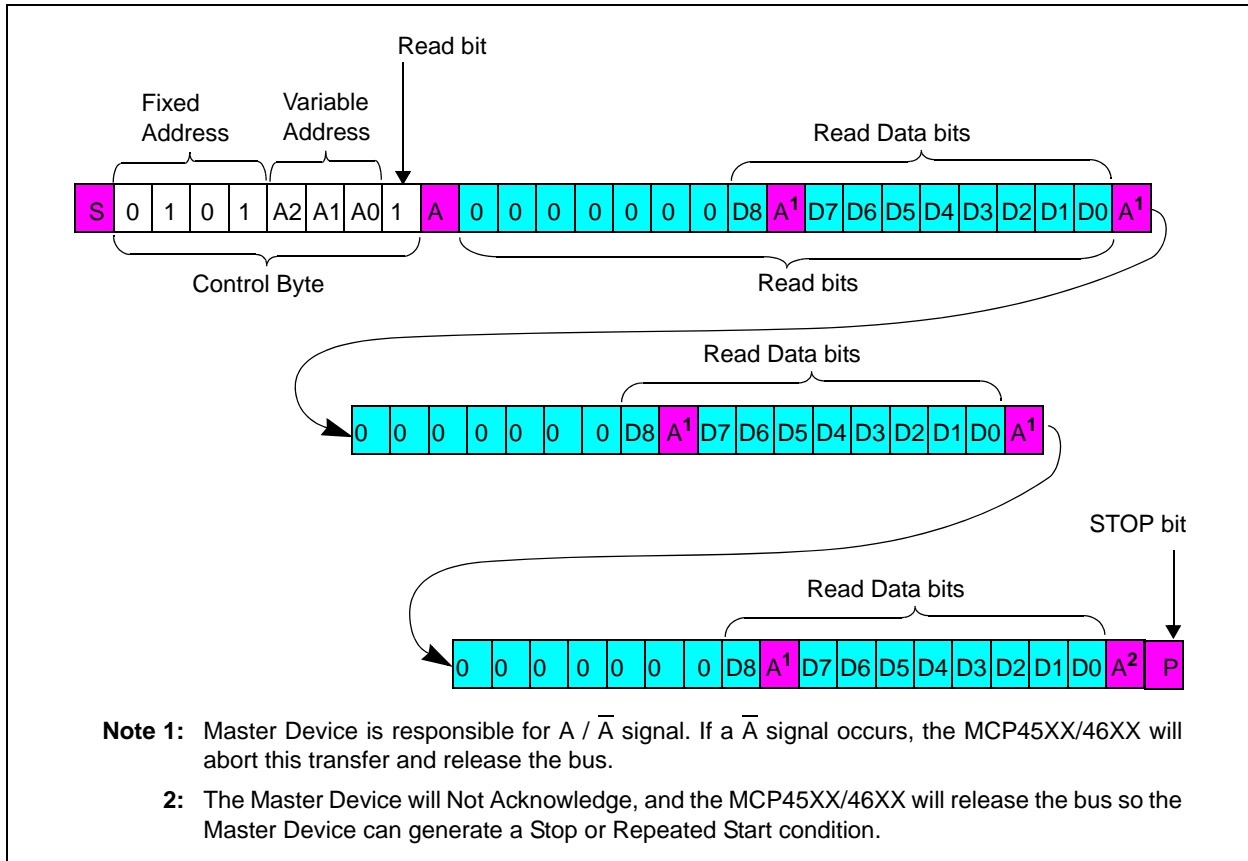 Read bit
Fixed Address
Variable Address
Read Data bits
S 0 1 0 1 A2 A1 A0 1 A 0 0 0 0 0 0 0 D8 A¹ D7 D6 D5 D4 D3 D2 D1 D0 A¹
Control Byte
Read bits
Read Data bits
0 0 0 0 0 0 0 D8 A¹ D7 D6 D5 D4 D3 D2 D1 D0 A¹
STOP bit
Read Data bits
0 0 0 0 0 0 0 D8 A¹ D7 D6 D5 D4 D3 D2 D1 D0 A² P
Note 1: Master Device is responsible for A / A̅ signal. If a A̅ signal occurs, the MCP45XX/46XX will
abort this transfer and release the bus.
2: The Master Device will Not Acknowledge, and the MCP45XX/46XX will release the bus so the
Master Device can generate a Stop or Repeated Start condition.